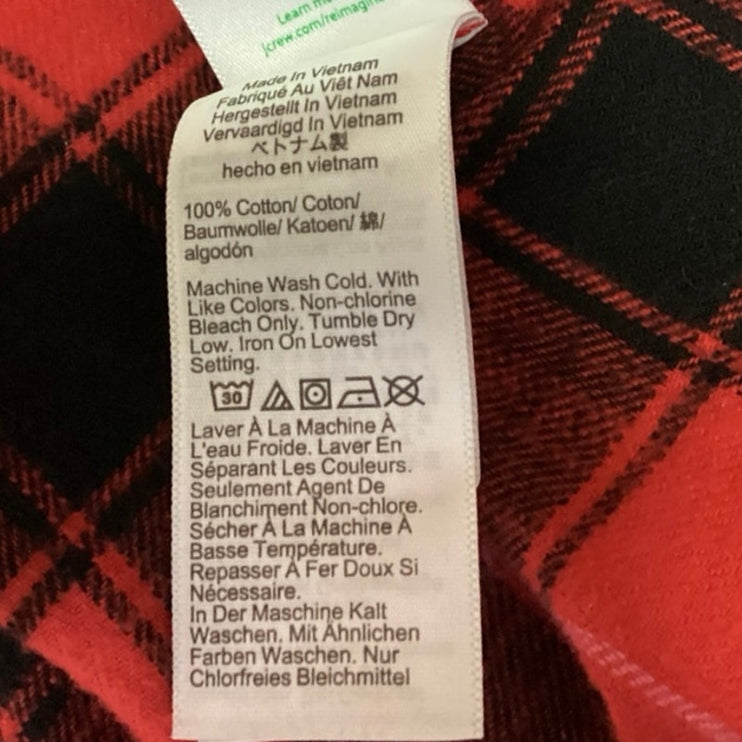 Learn
jcrew.com/reimagin
Made In Vietnam
Fabriqué Au Viêt Nam
Hergestellt In Vietnam
Vervaardigd In Vietnam
ベトナム製
hecho en vietnam
100% Cotton/ Coton/
Baumwolle/ Katoen/ 綿/
algodón
Machine Wash Cold. With
Like Colors. Non-chlorine
Bleach Only. Tumble Dry
Low. Iron On Lowest
Setting.
30
Laver À La Machine À
L'eau Froide. Laver En
Séparant Les Couleurs.
Seulement Agent De
Blanchiment Non-chlore.
Sécher À La Machine À
Basse Température.
Repasser À Fer Doux Si
Nécessaire.
In Der Maschine Kalt
Waschen. Mit Ähnlichen
Farben Waschen. Nur
Chlorfreies Bleichmittel